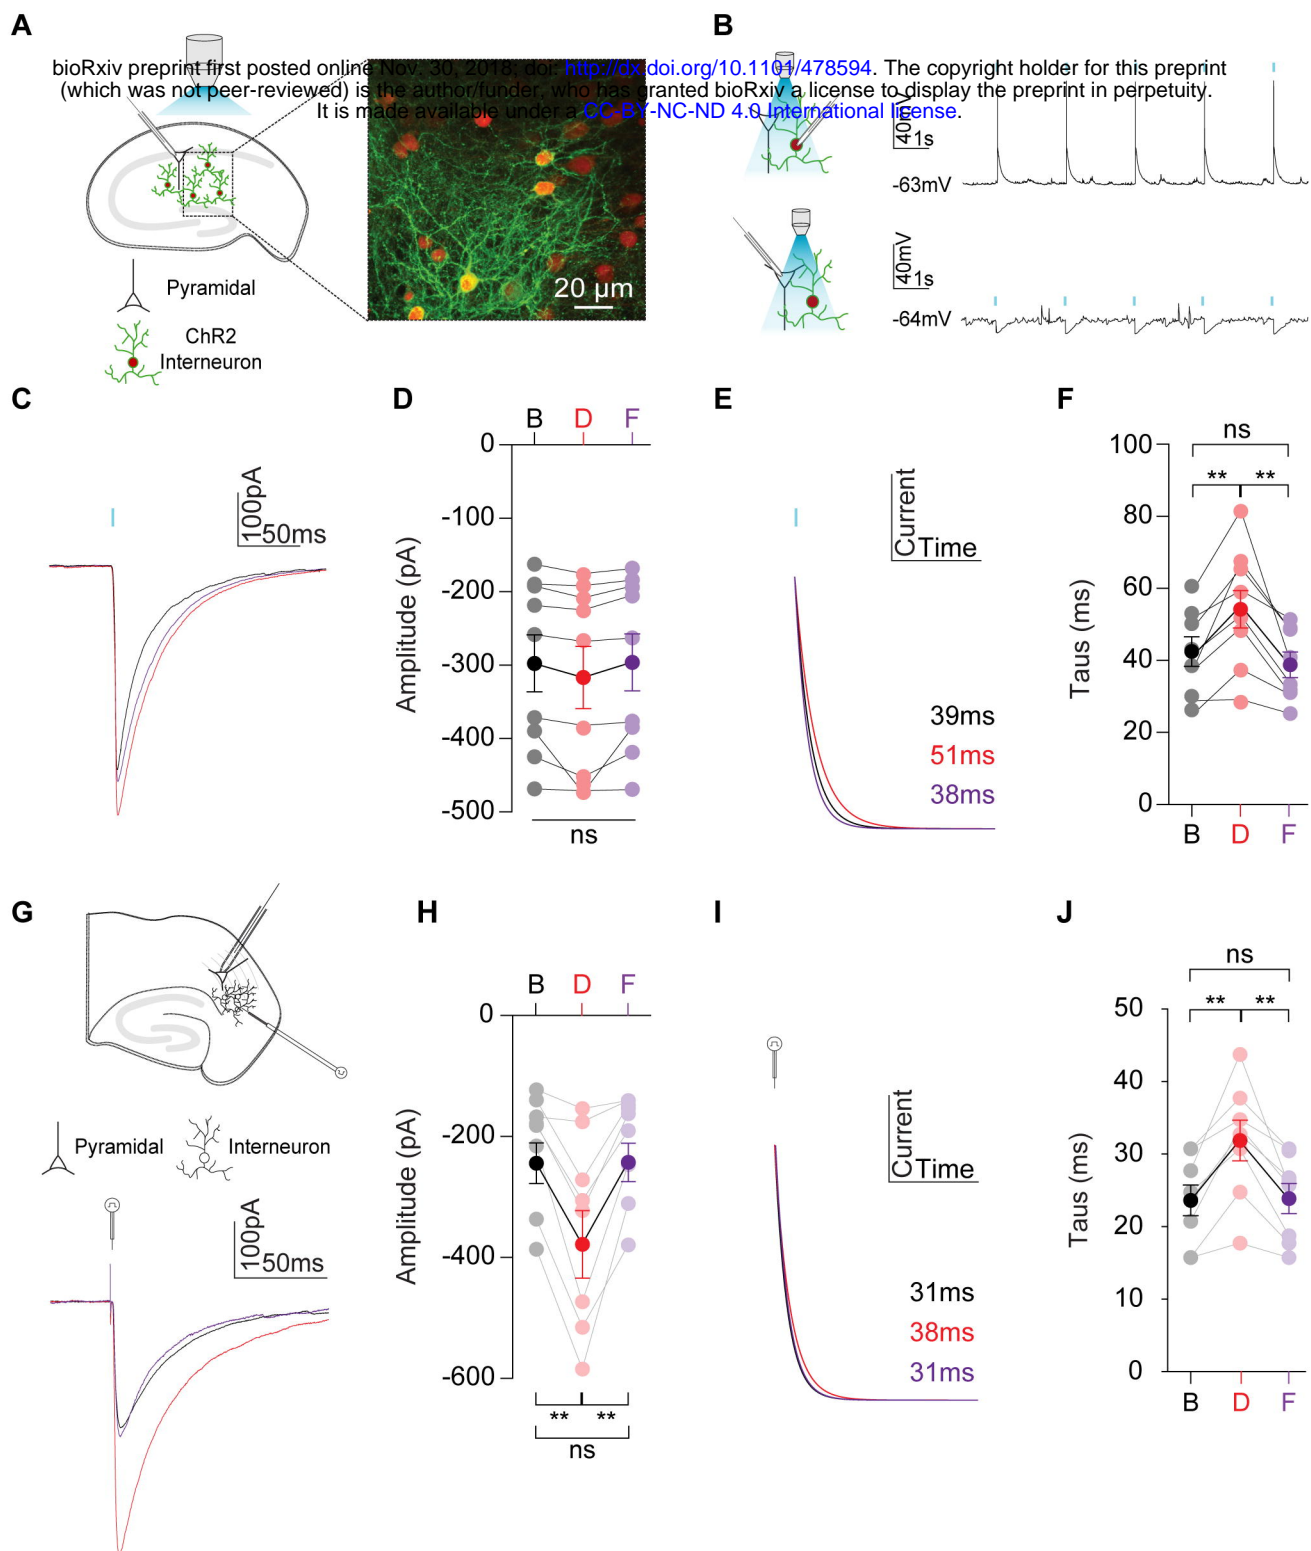 A
B
bioRxiv preprint first posted online Nov. 30, 2018; doi: http://dx.doi.org/10.1101/478594. The copyright holder for this preprint
(which was not peer-reviewed) is the author/funder, who has granted bioRxiv a license to display the preprint in perpetuity.
It is made available under a CC-BY-NC-ND 4.0 International license.
40mV
1s
-63mV
20 µm
Pyramidal
ChR2
Interneuron
40mV
1s
-64mV
C
100pA
50ms
D
B D F
0
-100
-200
-300
-400
-500
Amplitude (pA)
ns
E
Current
Time
39ms
51ms
38ms
F
ns
** **
100
80
60
40
20
0
Taus (ms)
B D F
G
Pyramidal
Interneuron
100pA
50ms
H
B D F
0
-200
-400
-600
Amplitude (pA)
** **
ns
I
Current
Time
31ms
38ms
31ms
J
ns
** **
50
40
30
20
10
0
Taus (ms)
B D F